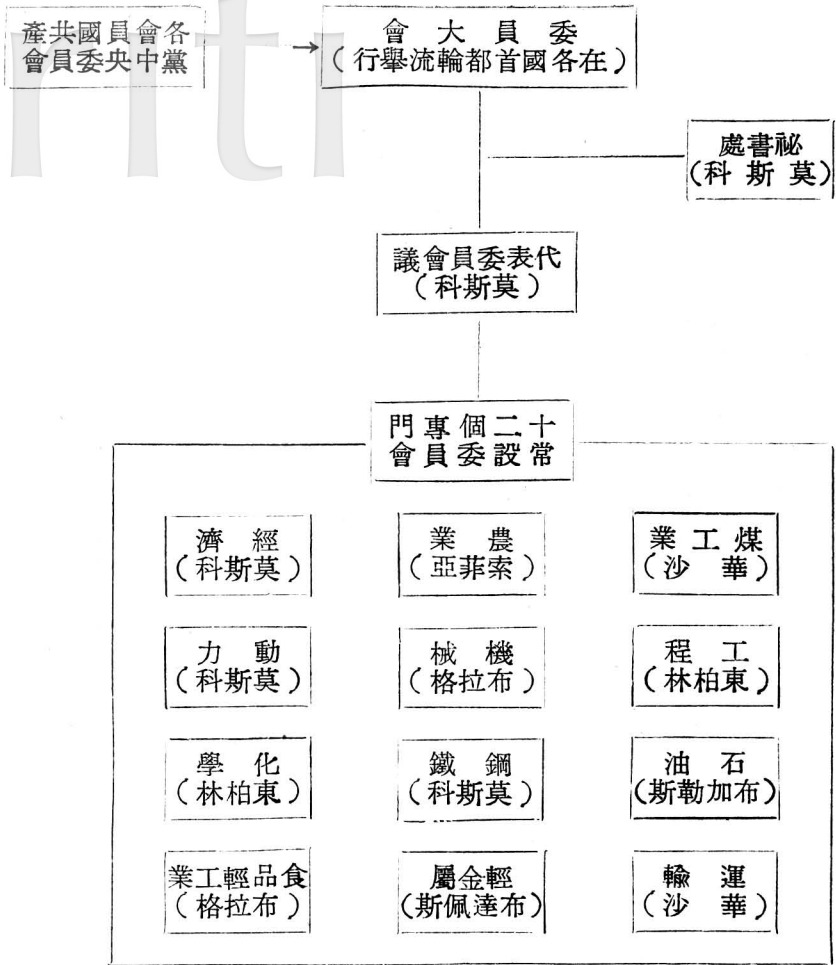 各會員國共產
黨中央委員會
→
委員大會
(在各國首都輪流舉行)
祕書處
(莫斯科)
代表委員會議
(莫斯科)
十二個專門
常設委員會
煤工業
(華沙)
農業
(索菲亞)
經濟
(莫斯科)
工程
(東柏林)
機械
(布拉格)
動力
(莫斯科)
石油
(布加勒斯)
鋼鐵
(莫斯科)
化學
(東柏林)
運輸
(華沙)
輕金屬
(布達佩斯)
食品輕工業
(布拉格)